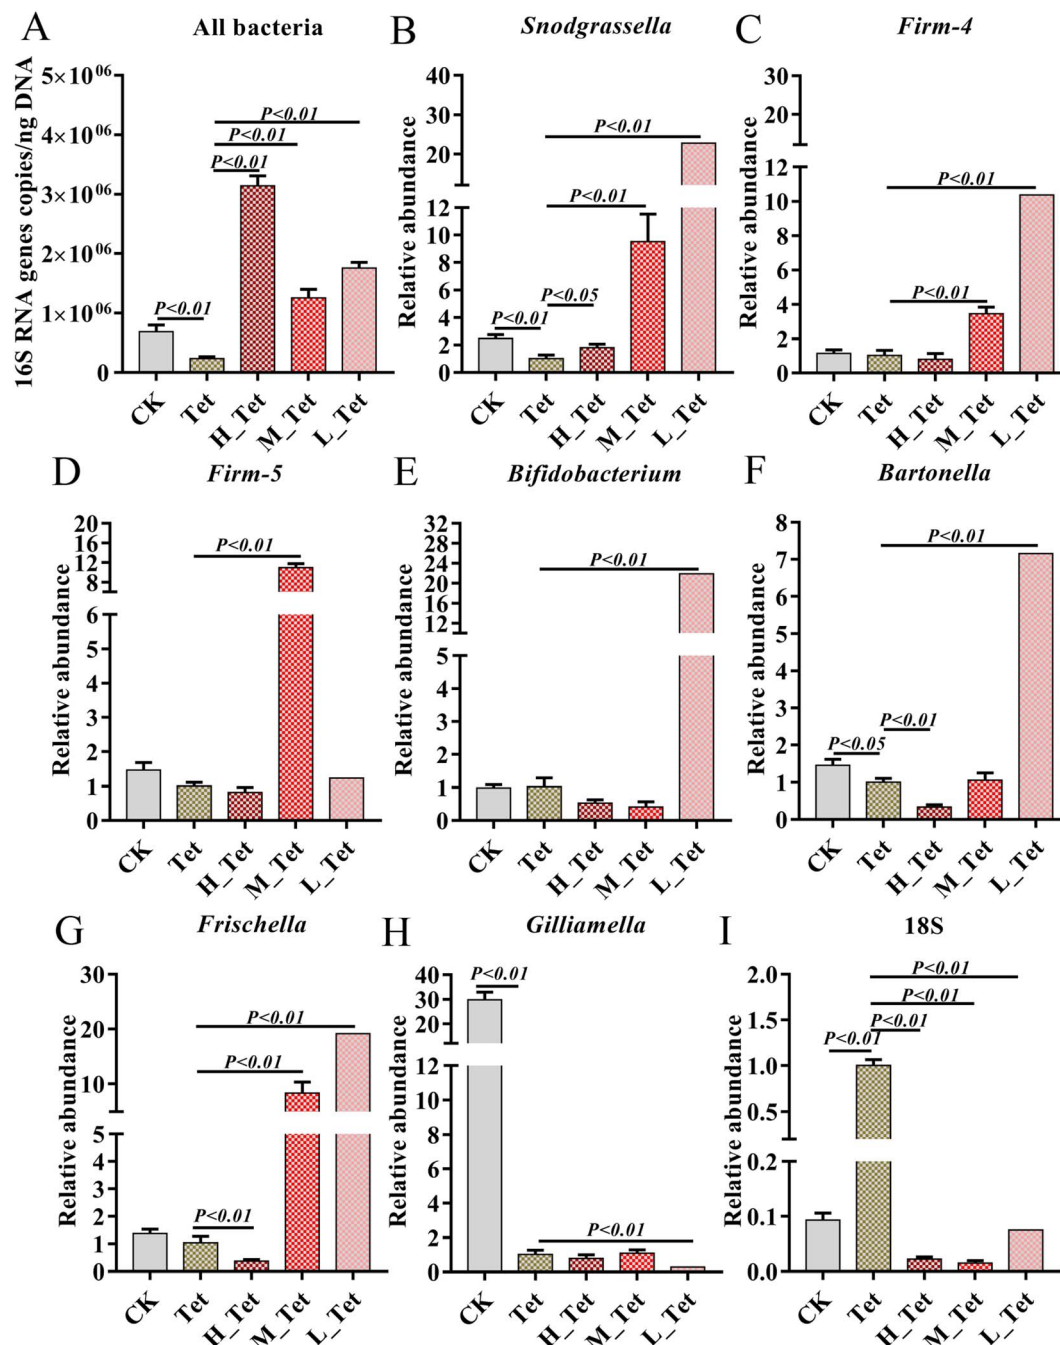 A All bacteria
16S RNA genes copies/ng DNA
5×10⁰⁶
4×10⁰⁶
3×10⁰⁶
2×10⁰⁶
1×10⁰⁶
0
P<0.01
P<0.01
P<0.01
P<0.01
CK Tet H_Tet M_Tet L_Tet
B Snodgrassella
Relative abundance
40
30
20
12
10
8
6
4
2
0
P<0.01
P<0.01
P<0.05
P<0.01
CK Tet H_Tet M_Tet L_Tet
C Firm-4
Relative abundance
30
20
12
10
8
6
4
2
0
P<0.01
P<0.01
CK Tet H_Tet M_Tet L_Tet
D Firm-5
Relative abundance
20
16
12
8
6
5
4
3
2
1
0
P<0.01
CK Tet H_Tet M_Tet L_Tet
E Bifidobacterium
Relative abundance
32
28
24
20
16
12
5
4
3
2
1
0
P<0.01
CK Tet H_Tet M_Tet L_Tet
F Bartonella
Relative abundance
8
7
6
5
4
3
2
1
0
P<0.01
P<0.01
P<0.05
CK Tet H_Tet M_Tet L_Tet
G Frischella
Relative abundance
30
20
10
5
4
3
2
1
0
P<0.01
P<0.01
P<0.01
CK Tet H_Tet M_Tet L_Tet
H Gilliamella
Relative abundance
40
30
20
12
10
8
6
4
2
0
P<0.01
P<0.01
CK Tet H_Tet M_Tet L_Tet
I 18S
Relative abundance
2.0
1.5
1.0
0.5
0.2
0.1
0.0
P<0.01
P<0.01
P<0.01
P<0.01
CK Tet H_Tet M_Tet L_Tet